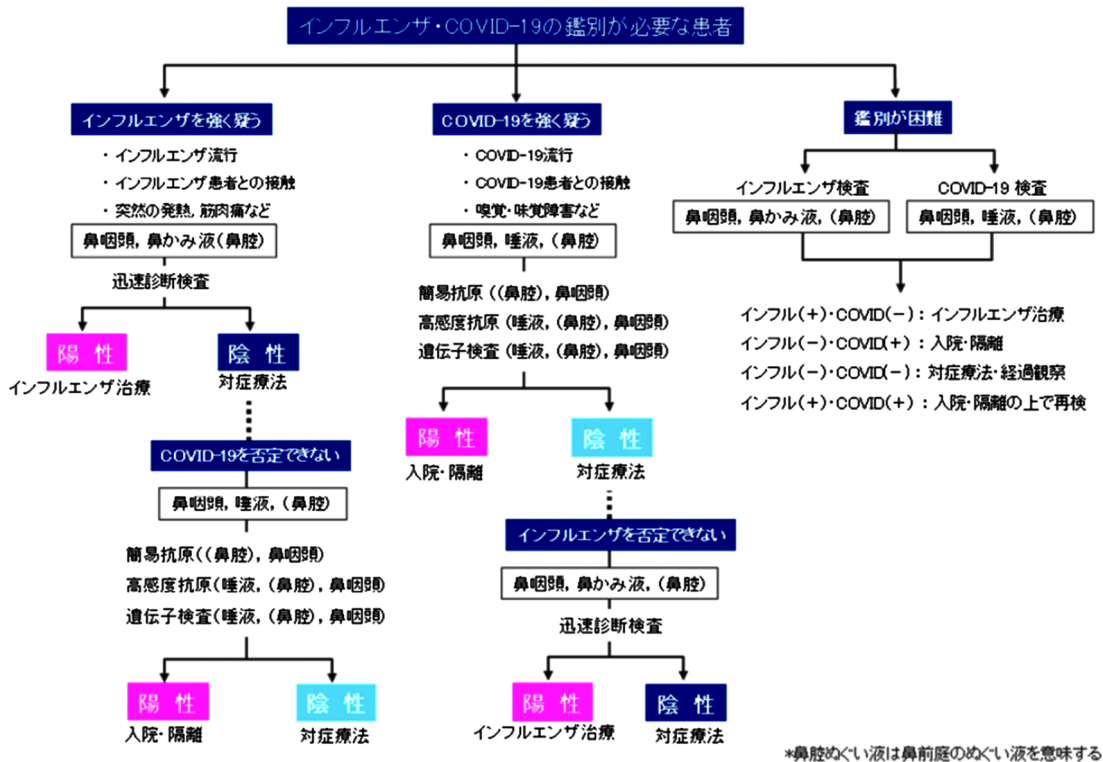 インフルエンザ・COVID-19の鑑別が必要な患者
インフルエンザを強く疑う
・インフルエンザ流行
・インフルエンザ患者との接触
・突然の発熱, 筋肉痛など
鼻咽頭, 鼻かみ液(鼻腔)
迅速診断検査
陽 性
インフルエンザ治療
陰 性
対症療法
COVID-19を否定できない
鼻咽頭, 唾液, (鼻腔)
簡易抗原((鼻腔), 鼻咽頭)
高感度抗原(唾液, (鼻腔), 鼻咽頭)
遺伝子検査(唾液, (鼻腔), 鼻咽頭)
陽 性
入院・隔離
陰 性
対症療法
COVID-19を強く疑う
・COVID-19流行
・COVID-19患者との接触
・嗅覚・味覚障害など
鼻咽頭, 唾液, (鼻腔)
簡易抗原 ((鼻腔), 鼻咽頭)
高感度抗原 (唾液, (鼻腔), 鼻咽頭)
遺伝子検査 (唾液, (鼻腔), 鼻咽頭)
陽 性
入院・隔離
陰 性
対症療法
インフルエンザを否定できない
鼻咽頭, 鼻かみ液, (鼻腔)
迅速診断検査
陽 性
インフルエンザ治療
陰 性
対症療法
鑑別が困難
インフルエンザ検査
鼻咽頭, 鼻かみ液, (鼻腔)
COVID-19 検査
鼻咽頭, 唾液, (鼻腔)
インフル(+)・COVID(−): インフルエンザ治療
インフル(−)・COVID(+): 入院・隔離
インフル(−)・COVID(−): 対症療法・経過観察
インフル(+)・COVID(+): 入院・隔離の上で再検
*鼻腔ぬぐい液は鼻前庭のぬぐい液を意味する